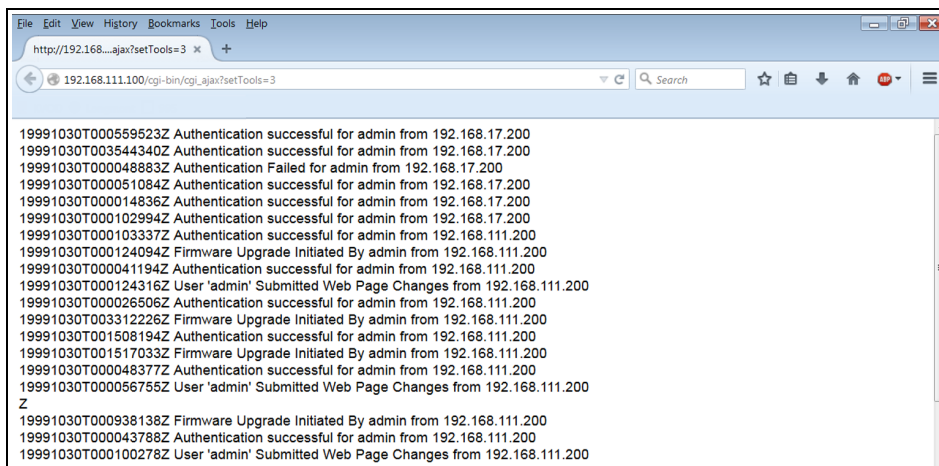 File Edit View History Bookmarks Tools Help
http://192.168....ajax?setTools=3 × +
192.168.111.100/cgi-bin/cgi_ajax?setTools=3 Search ABP
19991030T000559523Z Authentication successful for admin from 192.168.17.200
19991030T003544340Z Authentication successful for admin from 192.168.17.200
19991030T000048883Z Authentication Failed for admin from 192.168.17.200
19991030T000051084Z Authentication successful for admin from 192.168.17.200
19991030T000014836Z Authentication successful for admin from 192.168.17.200
19991030T000102994Z Authentication successful for admin from 192.168.17.200
19991030T000103337Z Authentication successful for admin from 192.168.111.200
19991030T000124094Z Firmware Upgrade Initiated By admin from 192.168.111.200
19991030T000041194Z Authentication successful for admin from 192.168.111.200
19991030T000124316Z User 'admin' Submitted Web Page Changes from 192.168.111.200
19991030T000026506Z Authentication successful for admin from 192.168.111.200
19991030T003312226Z Firmware Upgrade Initiated By admin from 192.168.111.200
19991030T001508194Z Authentication successful for admin from 192.168.111.200
19991030T001517033Z Firmware Upgrade Initiated By admin from 192.168.111.200
19991030T000048377Z Authentication successful for admin from 192.168.111.200
19991030T000056755Z User 'admin' Submitted Web Page Changes from 192.168.111.200
Z
19991030T000938138Z Firmware Upgrade Initiated By admin from 192.168.111.200
19991030T000043788Z Authentication successful for admin from 192.168.111.200
19991030T000100278Z User 'admin' Submitted Web Page Changes from 192.168.111.200